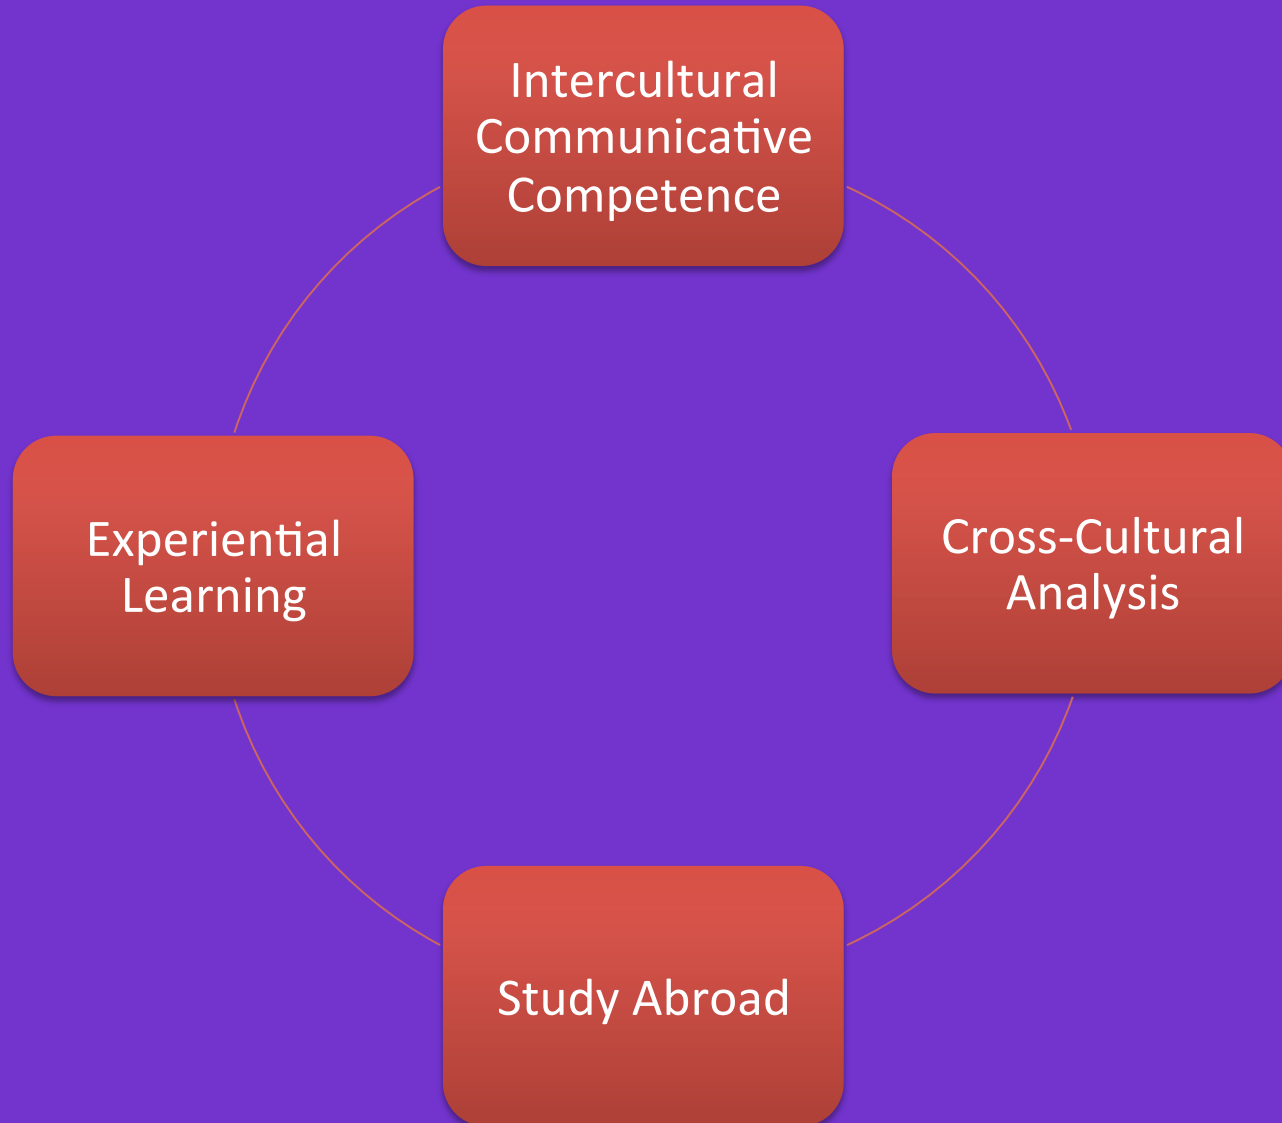 Intercultural
Communicative
Competence
Experiential
Learning
Cross-Cultural
Analysis
Study Abroad